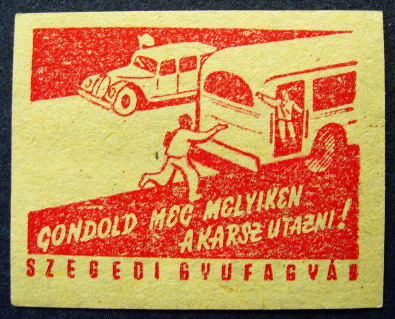 GONDOLD MEG MELYIKEN
AKARSZ UTAZNI!
SZEGEDI GYUFAGYÁR